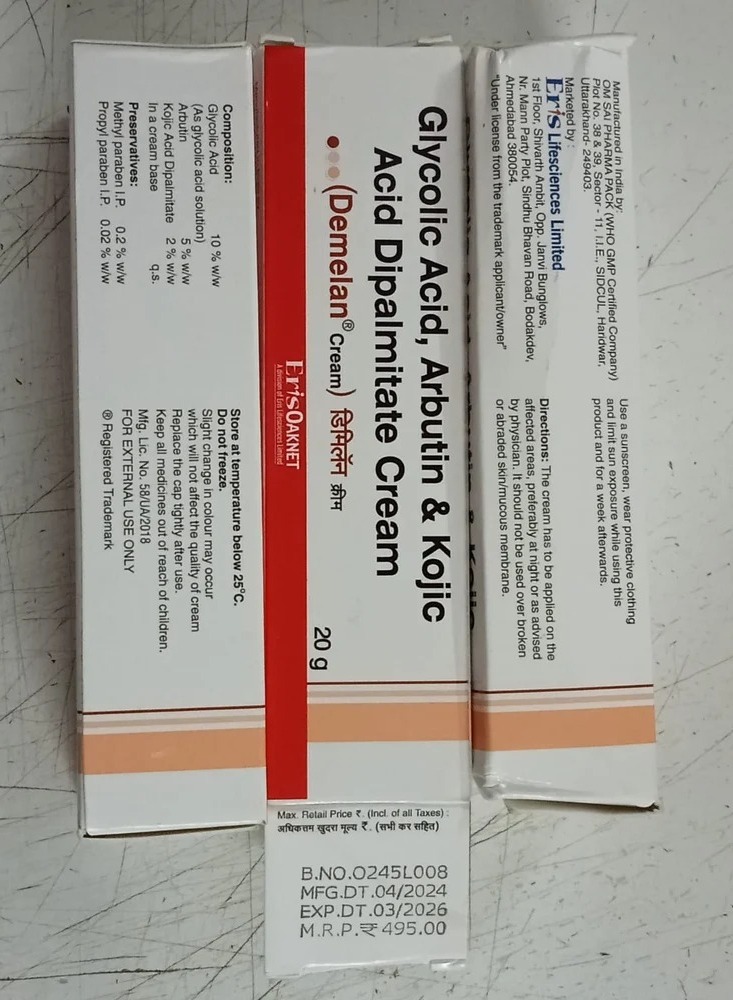 Glycolic Acid, Arbutin & Kojic
Acid Dipalmitate Cream
(Demelan® Cream) डिमिलॅन क्रीम
20 g
ErisOAKNET
A division of Eris Lifesciences Limited
Manufactured in India by:
OM SAI PHARMA PACK (WHO GMP Certified Company)
Plot No. 38 & 39, Sector - 11, I.I.E., SIDCUL, Haridwar,
Uttarakhand- 249403.
Marketed by :
Eris Lifesciences Limited
1st Floor, Shivarth Ambit, Opp. Janvi Bunglows,
Nr. Mann Party Plot, Sindhu Bhavan Road, Bodakdev,
Ahmedabad 380054.
"Under license from the trademark applicant/owner"
Use a sunscreen, wear protective clothing
and limit sun exposure while using this
product and for a week afterwards.
Directions: The cream has to be applied on the
affected areas, preferably at night or as advised
by physician. It should not be used over broken
or abraded skin/mucous membrane.
Composition:
Glycolic Acid 10 % w/w
(As glycolic acid solution)
Arbutin 5 % w/w
Kojic Acid Dipalmitate 2 % w/w
In a cream base q.s.
Preservatives:
Methyl paraben I.P. 0.2 % w/w
Propyl paraben I.P. 0.02 % w/w
Store at temperature below 25°C.
Do not freeze.
Slight change in colour may occur
which will not affect the quality of cream
Replace the cap tightly after use.
Keep all medicines out of reach of children.
Mfg. Lic. No. 58/UA/2018
FOR EXTERNAL USE ONLY
® Registered Trademark
Max. Retail Price ₹. (Incl. of all Taxes) :
अधिकत्तम खुदरा मूल्य ₹. (सभी कर सहित)
B.NO.O245L008
MFG.DT.04/2024
EXP.DT.03/2026
M.R.P.₹ 495.00